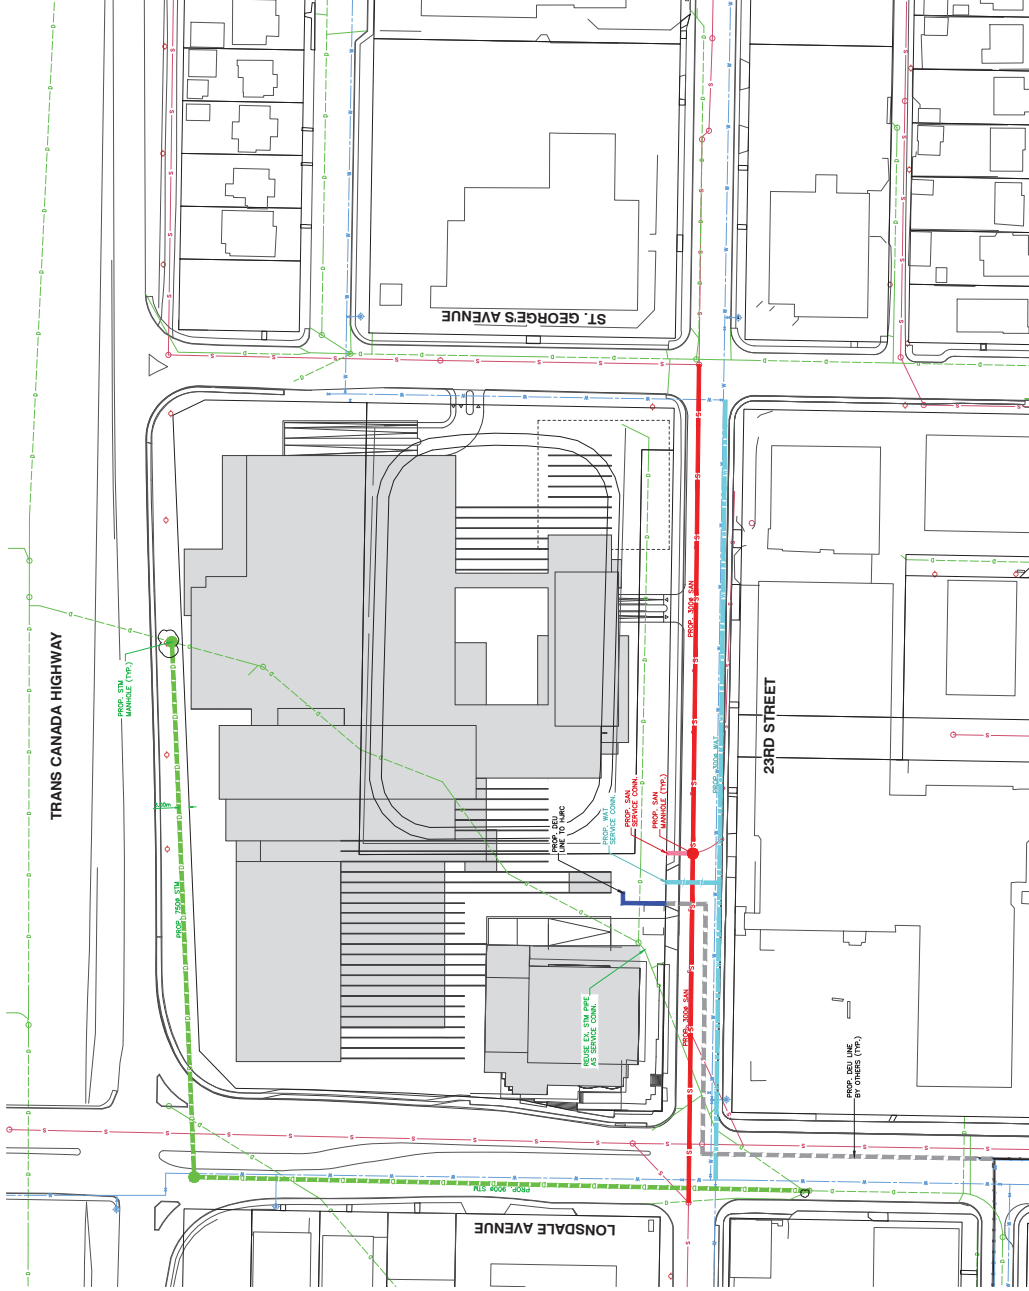 ST. GEORGE'S AVENUE
TRANS CANADA HIGHWAY
PROP. STM
MANHOLE (TYP.)
PROP. 300ø SAN
23RD STREET
PROP. 300ø WAT
PROP. DEU
LINE TO HJRC
PROP. WAT
SERVICE CONN.
PROP. SAN
SERVICE CONN.
PROP. SAN
MANHOLE (TYP.)
PROP. 750ø STM
REUSE EX. STM PIPE
AS SERVICE CONN.
PROP. 300ø SAN
PROP. DEU LINE
BY OTHERS (TYP.)
PROP. 900ø STM
LONSDALE AVENUE